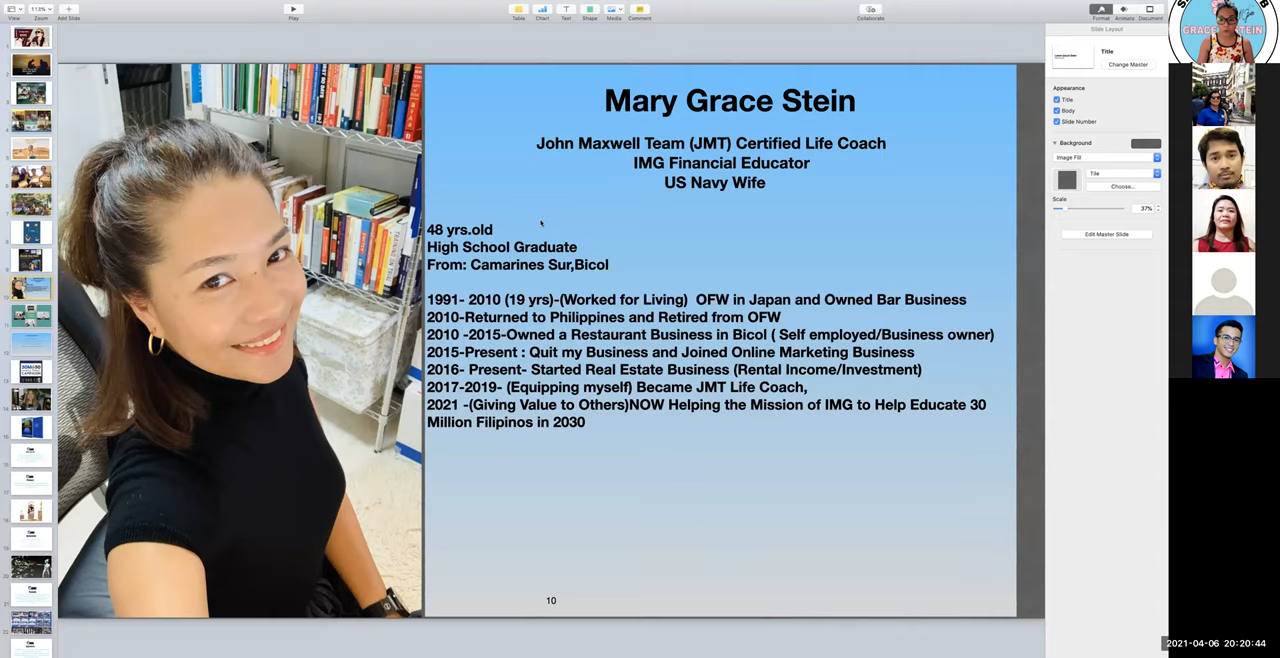 113%
View
Zoom
Add Slide
Play
Table
Chart
Text
Shape
Media
Comment
Collaborate
Format
Animate
Document
Slide Layout
Title
Change Master
Appearance
Title
Body
Slide Number
Background
Image Fill
Tile
Choose...
Scale
37%
Edit Master Slide
Mary Grace Stein
John Maxwell Team (JMT) Certified Life Coach
IMG Financial Educator
US Navy Wife
48 yrs.old
High School Graduate
From: Camarines Sur,Bicol
1991- 2010 (19 yrs)-(Worked for Living) OFW in Japan and Owned Bar Business
2010-Returned to Philippines and Retired from OFW
2010 -2015-Owned a Restaurant Business in Bicol ( Self employed/Business owner)
2015-Present : Quit my Business and Joined Online Marketing Business
2016- Present- Started Real Estate Business (Rental Income/Investment)
2017-2019- (Equipping myself) Became JMT Life Coach,
2021 -(Giving Value to Others)NOW Helping the Mission of IMG to Help Educate 30
Million Filipinos in 2030
10
2021-04-06 20:20:44